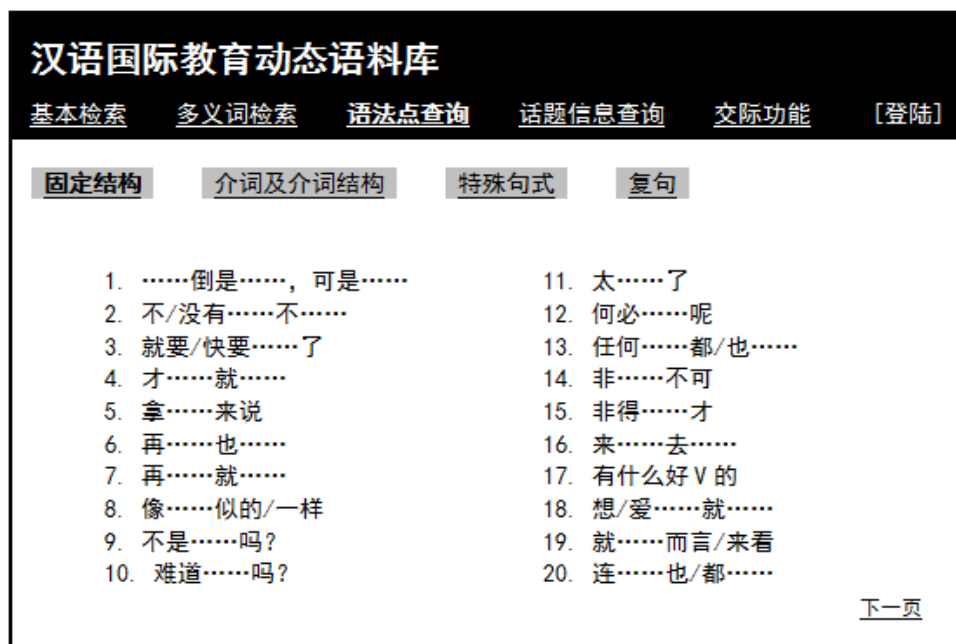 汉语国际教育动态语料库
基本检索 多义词检索 语法点查询 话题信息查询 交际功能 [登陆]
固定结构 介词及介词结构 特殊句式 复句
1. ……倒是……，可是……
2. 不/没有……不……
3. 就要/快要……了
4. 才……就……
5. 拿……来说
6. 再……也……
7. 再……就……
8. 像……似的/一样
9. 不是……吗？
10. 难道……吗？
11. 太……了
12. 何必……呢
13. 任何……都/也……
14. 非……不可
15. 非得……才
16. 来……去……
17. 有什么好V的
18. 想/爱……就……
19. 就……而言/来看
20. 连……也/都……
下一页